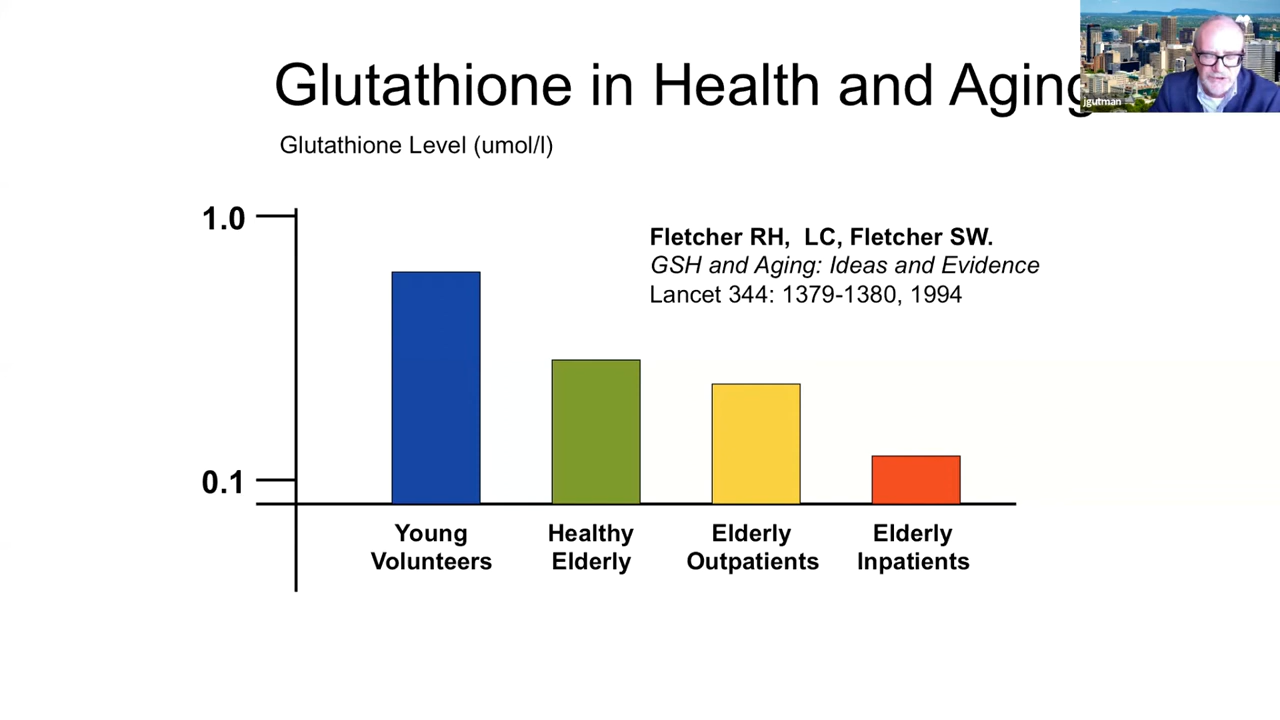 Glutathione in Health and Aging
jgutman
Glutathione Level (umol/l)
1.0
Fletcher RH,  LC, Fletcher SW.
GSH and Aging: Ideas and Evidence
Lancet 344: 1379-1380, 1994
0.1
Young
Volunteers
Healthy
Elderly
Elderly
Outpatients
Elderly
Inpatients